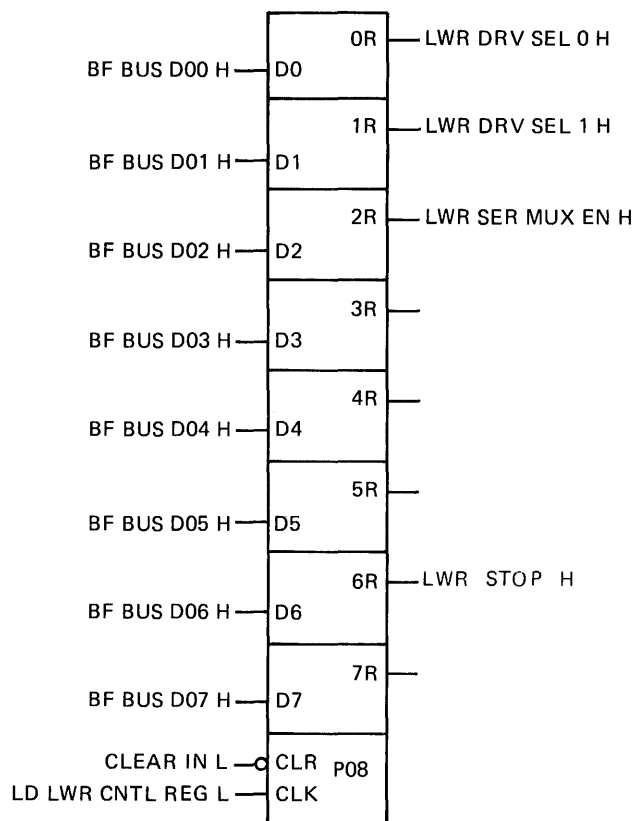 0R LWR DRV SEL 0 H
BF BUS D00 H D0
1R LWR DRV SEL 1 H
BF BUS D01 H D1
2R LWR SER MUX EN H
BF BUS D02 H D2
3R
BF BUS D03 H D3
4R
BF BUS D04 H D4
5R
BF BUS D05 H D5
6R LWR STOP H
BF BUS D06 H D6
7R
BF BUS D07 H D7
CLEAR IN L CLR P08
LD LWR CNTL REG L CLK